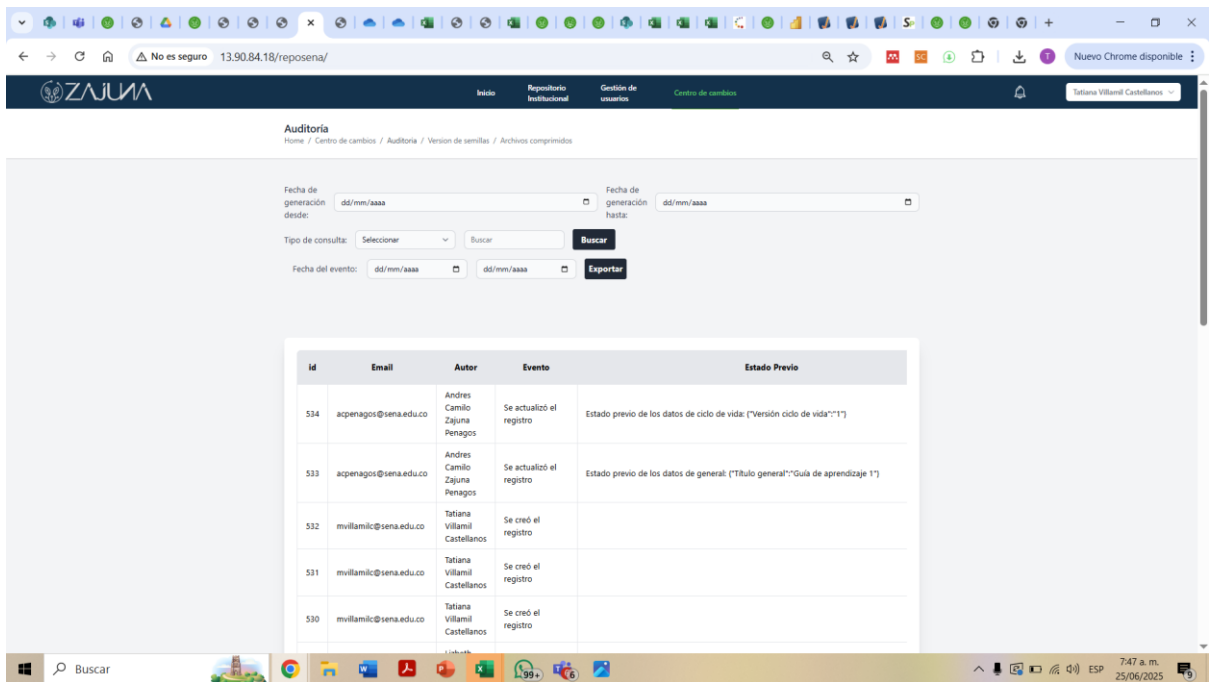 No es seguro 13.90.84.18/reposena/
Nuevo Chrome disponible
ZAJUNA
Inicio
Repositorio
Institucional
Gestión de
usuarios
Centro de cambios
Tatiana Villamil Castellanos
Auditoría
Home / Centro de cambios / Auditoria / Version de semillas / Archivos comprimidos
Fecha de
generación
desde:
dd/mm/aaaa
Fecha de
generación
hasta:
dd/mm/aaaa
Tipo de consulta: Seleccionar Buscar Buscar
Fecha del evento: dd/mm/aaaa dd/mm/aaaa Exportar
id Email Autor Evento Estado Previo
534 acpenagos@sena.edu.co
Andres
Camilo
Zajuna
Penagos
Se actualizó el
registro
Estado previo de los datos de ciclo de vida: {"Versión ciclo de vida":"1"}
533 acpenagos@sena.edu.co
Andres
Camilo
Zajuna
Penagos
Se actualizó el
registro
Estado previo de los datos de general: {"Título general":"Guía de aprendizaje 1"}
532 mvillamilc@sena.edu.co
Tatiana
Villamil
Castellanos
Se creó el
registro
531 mvillamilc@sena.edu.co
Tatiana
Villamil
Castellanos
Se creó el
registro
530 mvillamilc@sena.edu.co
Tatiana
Villamil
Castellanos
Se creó el
registro
Buscar
99+
6
ESP
7:47 a. m.
25/06/2025